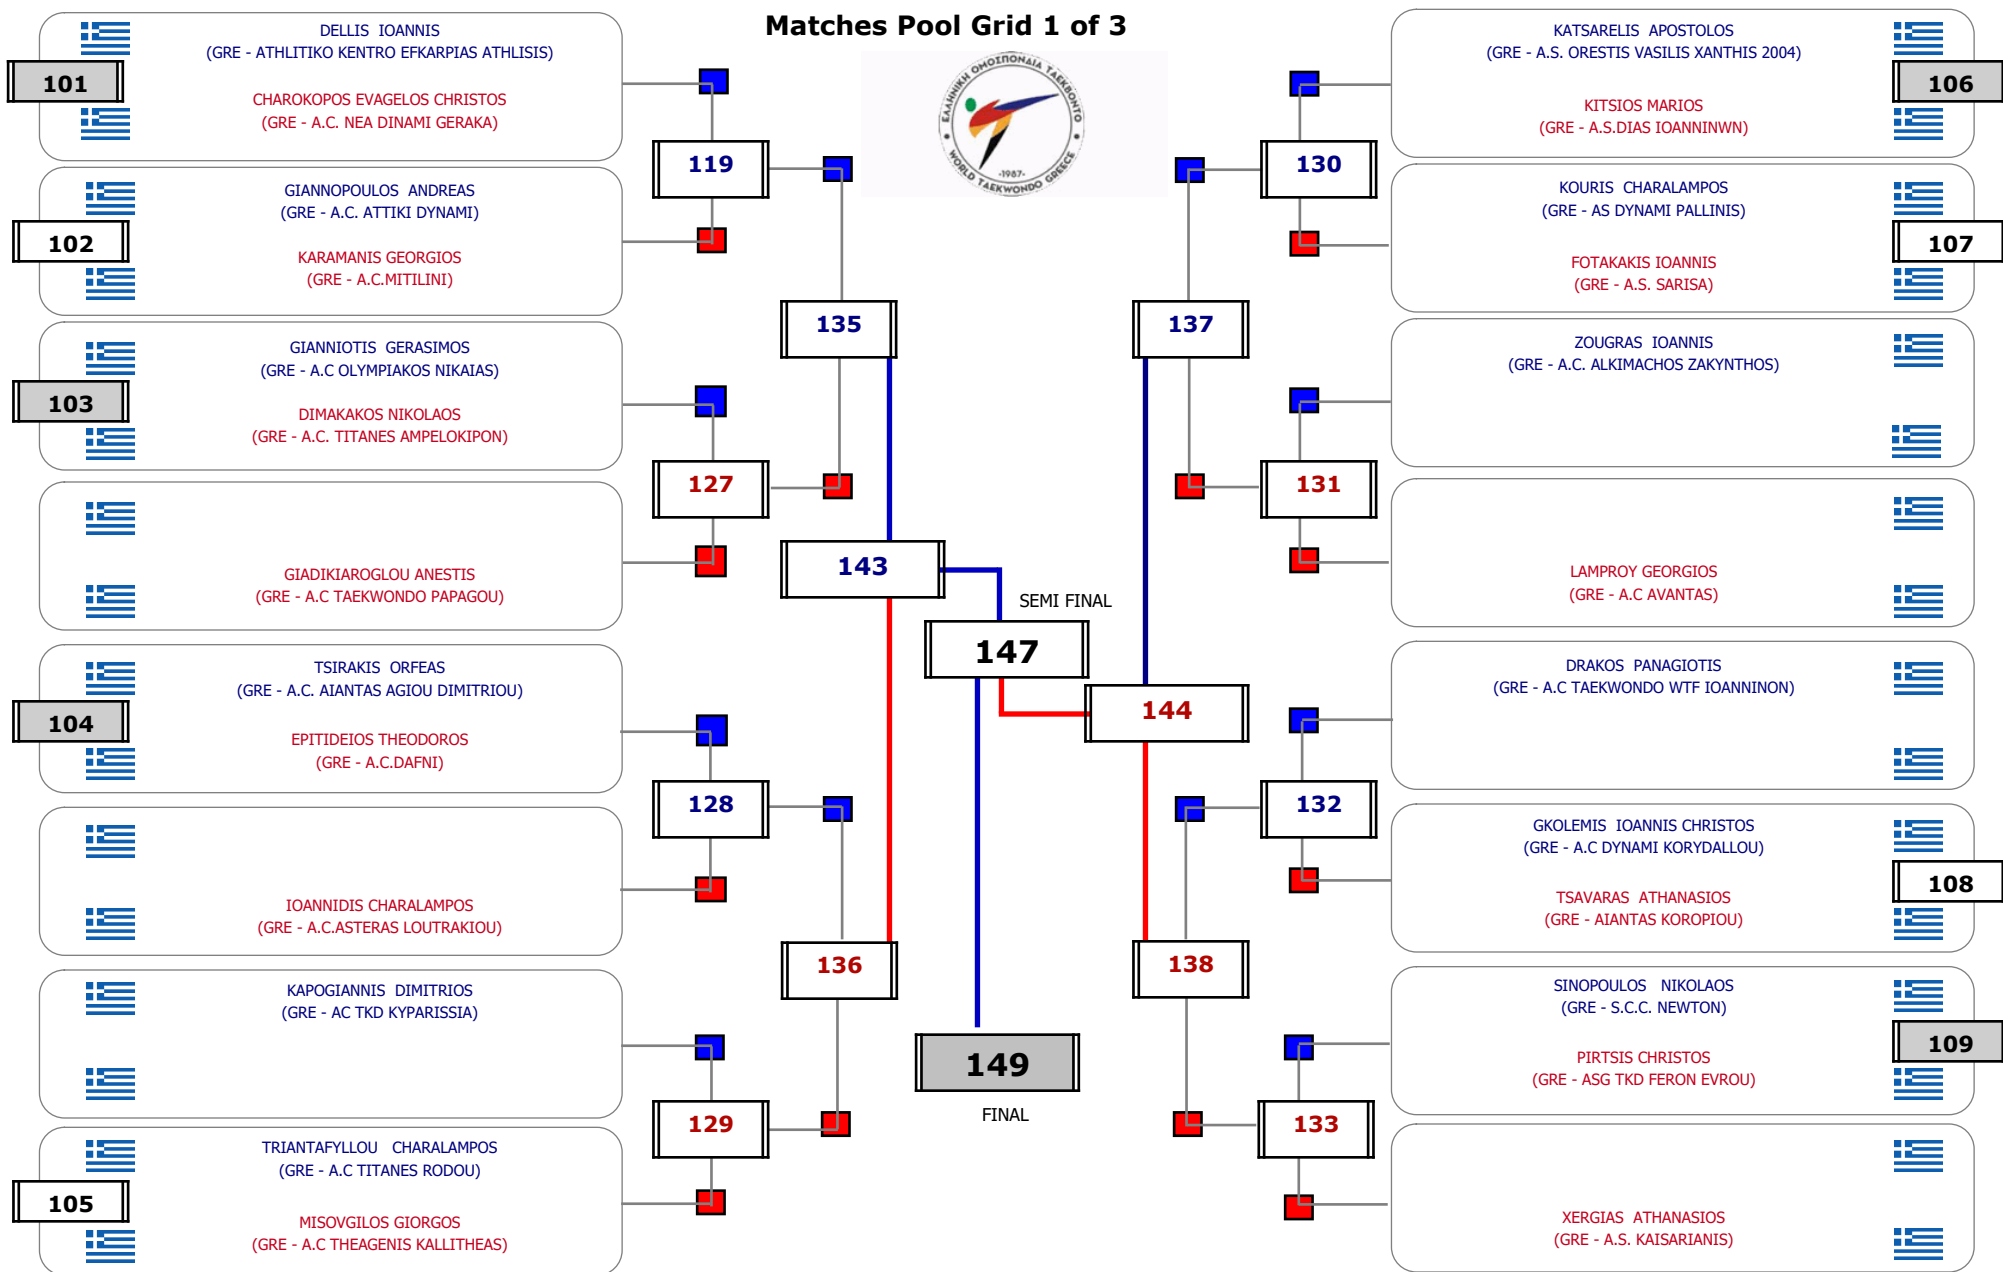 Matches Pool Grid 1 of 3
ΕΛΛΗΝΙΚΗ ΟΜΟΣΠΟΝΔΙΑ ΤΑΕΚΒΟΝΤΟ
-1987-
WORLD TAEKWONDO GREECE
DELLIS IOANNIS
(GRE - ATHLITIKO KENTRO EFKARPIAS ATHLISIS)
101
CHAROKOPOS EVAGELOS CHRISTOS
(GRE - A.C. NEA DINAMI GERAKA)
119
GIANNOPOULOS ANDREAS
(GRE - A.C. ATTIKI DYNAMI)
102
KARAMANIS GEORGIOS
(GRE - A.C.MITILINI)
135
GIANNIOTIS GERASIMOS
(GRE - A.C OLYMPIAKOS NIKAIAS)
103
DIMAKAKOS NIKOLAOS
(GRE - A.C. TITANES AMPELOKIPON)
127
GIADIKIAROGLOU ANESTIS
(GRE - A.C TAEKWONDO PAPAGOU)
143
TSIRAKIS ORFEAS
(GRE - A.C. AIANTAS AGIOU DIMITRIOU)
104
EPITIDEIOS THEODOROS
(GRE - A.C.DAFNI)
128
IOANNIDIS CHARALAMPOS
(GRE - A.C.ASTERAS LOUTRAKIOU)
136
KAPOGIANNIS DIMITRIOS
(GRE - AC TKD KYPARISSIA)
129
TRIANTAFYLLOU CHARALAMPOS
(GRE - A.C TITANES RODOU)
105
MISOVGILOS GIORGOS
(GRE - A.C THEAGENIS KALLITHEAS)
SEMI FINAL
147
149
FINAL
KATSARELIS APOSTOLOS
(GRE - A.S. ORESTIS VASILIS XANTHIS 2004)
106
KITSIOS MARIOS
(GRE - A.S.DIAS IOANNINWN)
130
KOURIS CHARALAMPOS
(GRE - AS DYNAMI PALLINIS)
107
FOTAKAKIS IOANNIS
(GRE - A.S. SARISA)
137
ZOUGRAS IOANNIS
(GRE - A.C. ALKIMACHOS ZAKYNTHOS)
131
LAMPROY GEORGIOS
(GRE - A.C AVANTAS)
144
DRAKOS PANAGIOTIS
(GRE - A.C TAEKWONDO WTF IOANNINON)
132
GKOLEMIS IOANNIS CHRISTOS
(GRE - A.C DYNAMI KORYDALLOU)
108
TSAVARAS ATHANASIOS
(GRE - AIANTAS KOROPIOU)
138
SINOPOULOS NIKOLAOS
(GRE - S.C.C. NEWTON)
109
PIRTSIS CHRISTOS
(GRE - ASG TKD FERON EVROU)
133
XERGIAS ATHANASIOS
(GRE - A.S. KAISARIANIS)